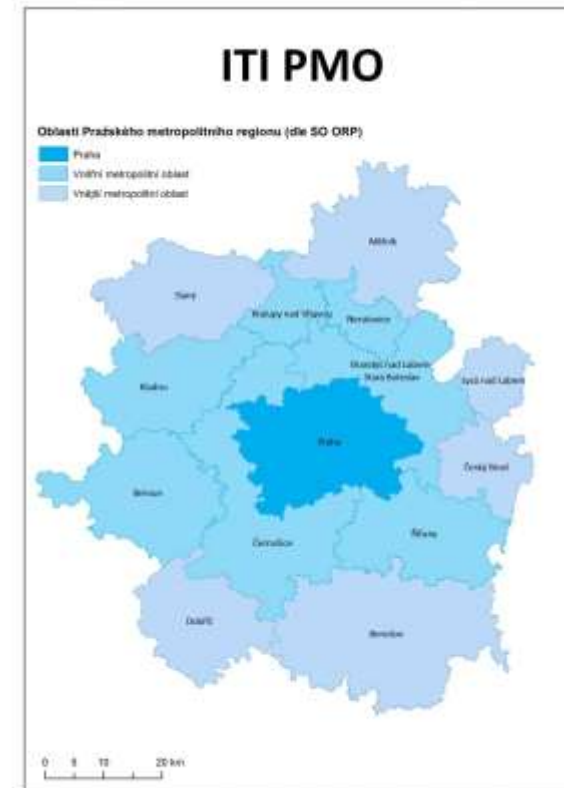 ITI PMO
Oblasti Pražského metropolitního regionu (dle SO ORP)
Praha
Vnitřní metropolitní oblast
Vnější metropolitní oblast
Mělník
Slaný
Kralupy nad Vltavou
Neratovice
Brandýs nad Labem
Stará Boleslav
Lysá nad Labem
Kladno
Praha
Český Brod
Beroun
Říčany
Černošice
Dobříš
Benešov
0 5 10 20 km